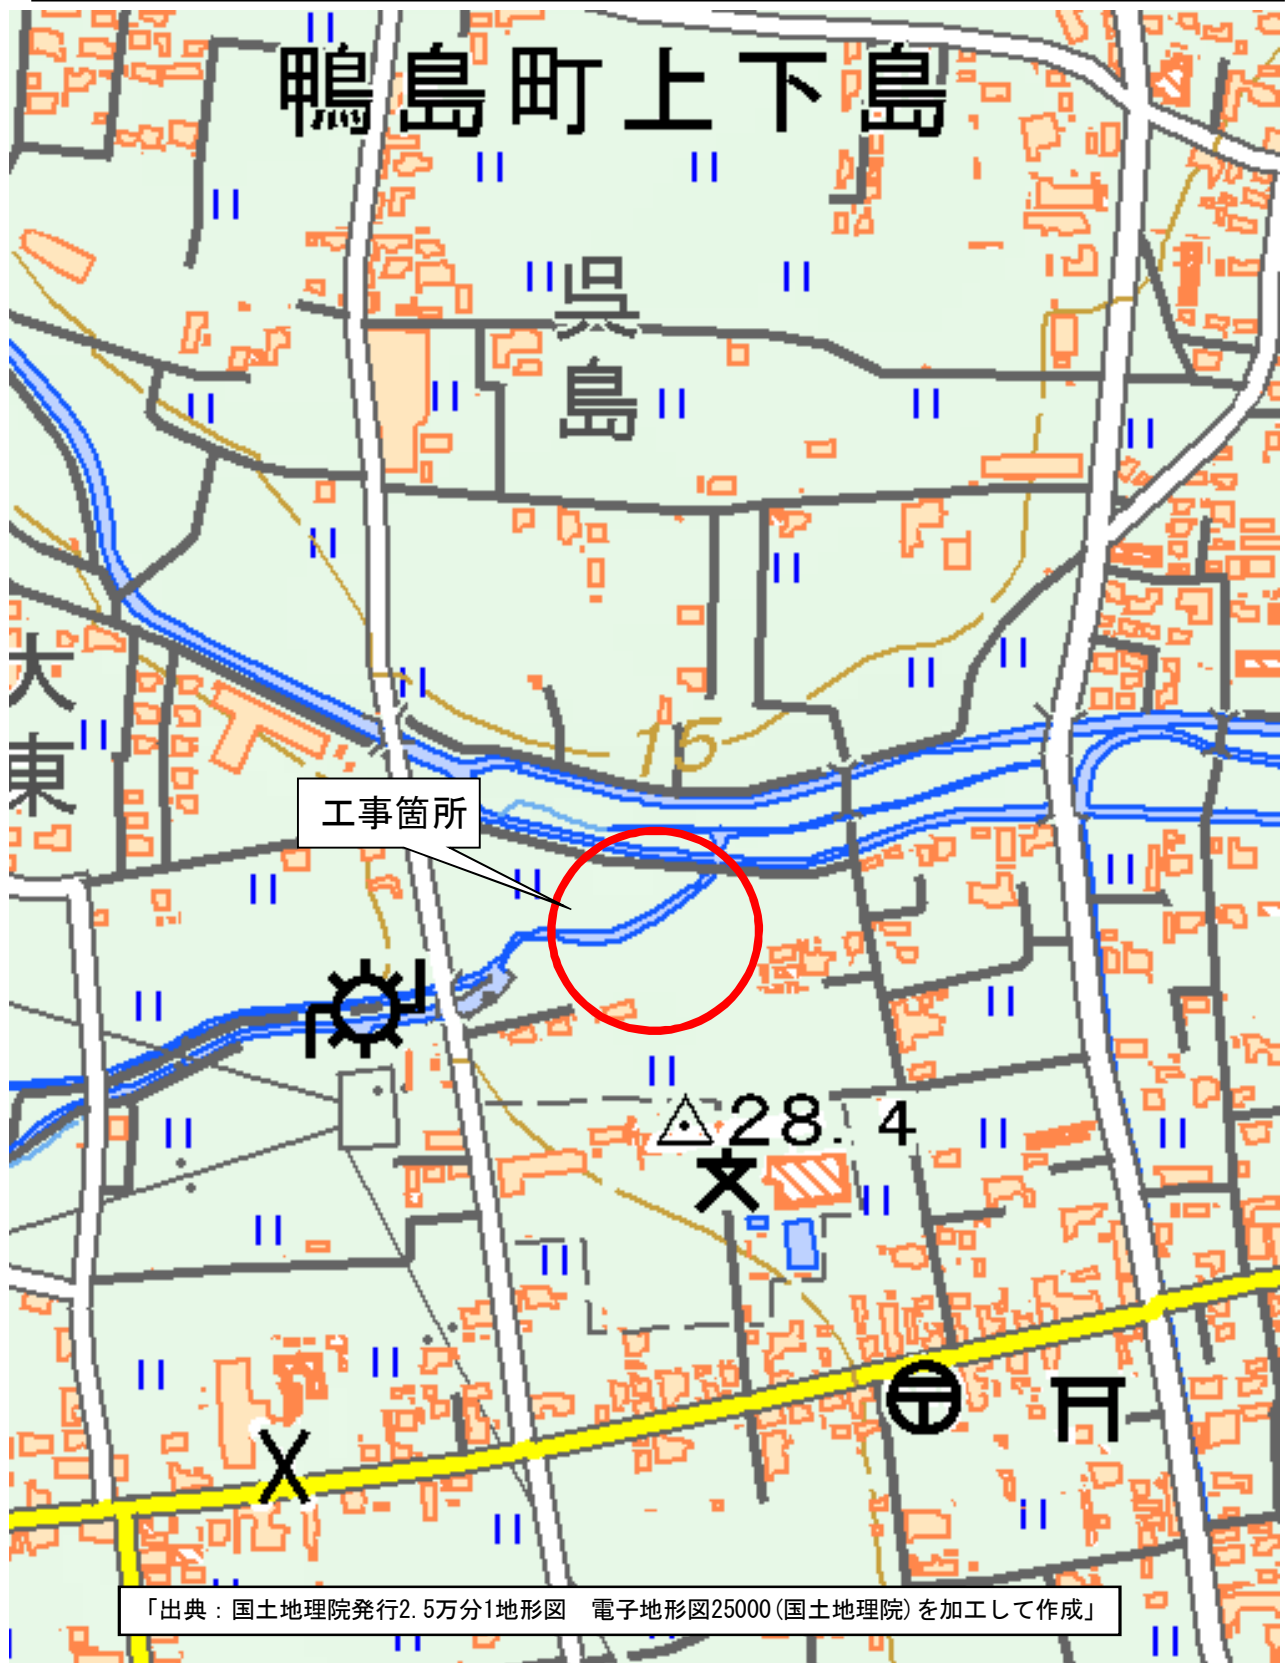 鴨島町上下島
呉島
大東
15
工事箇所
28.4
「出典：国土地理院発行2.5万分1地形図　電子地形図25000(国土地理院)を加工して作成」